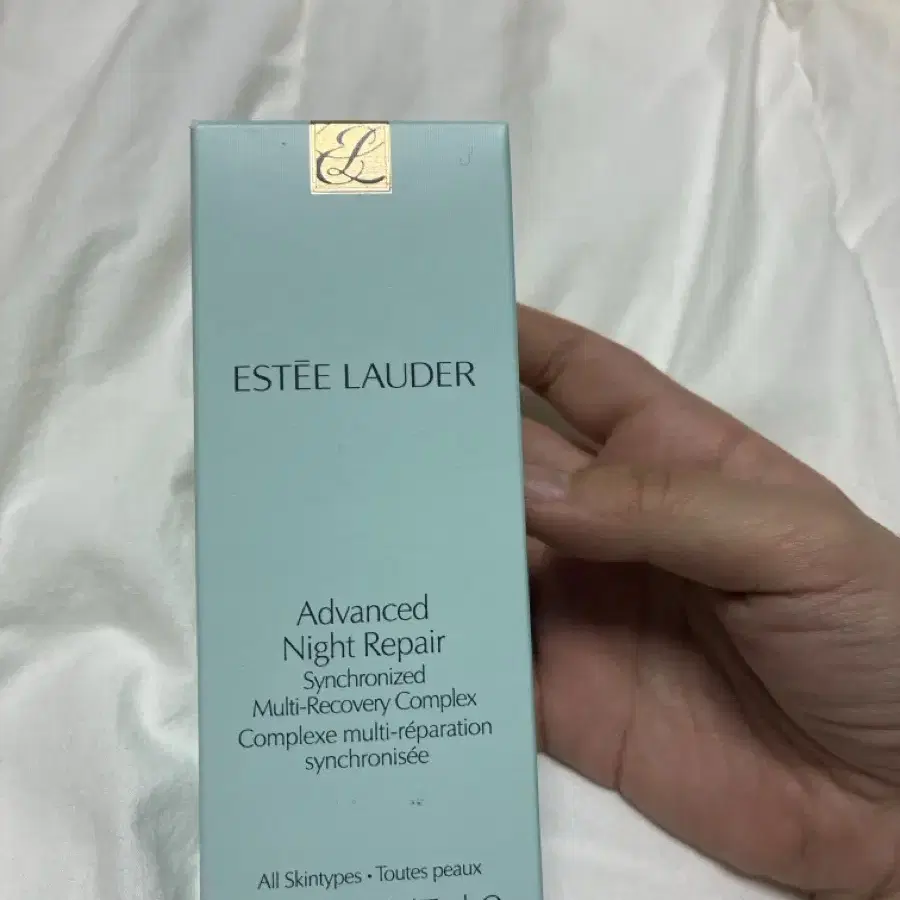 EL
ESTĒE LAUDER
Advanced
Night Repair
Synchronized
Multi-Recovery Complex
Complexe multi-réparation
synchronisée
All Skintypes • Toutes peaux